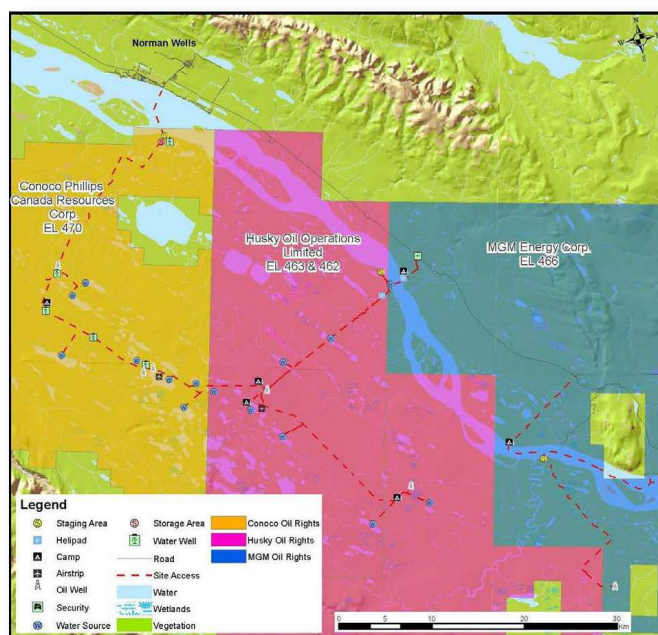 Norman Wells
Conoco Phillips
Canada Resources
Corp.
EL 470
Husky Oil Operations
Limited
EL 463 & 462
MGM Energy Corp.
EL 466
Legend
Staging Area
Helipad
Camp
Airstrip
Oil Well
Security
Water Source
Storage Area
Water Well
Road
Site Access
Water
Wetlands
Vegetation
Conoco Oil Rights
Husky Oil Rights
MGM Oil Rights
0 5 10 20 30
Km
N
W E
S